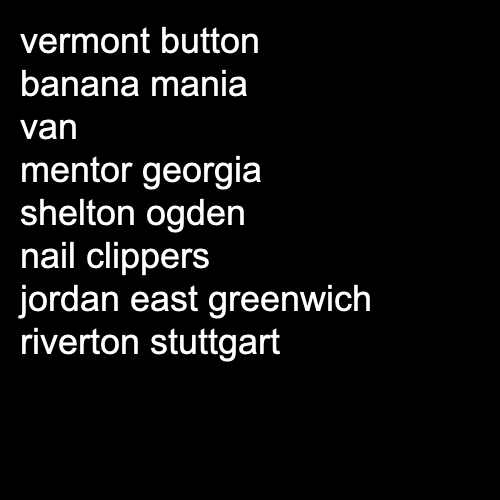 vermont button
banana mania
van
mentor georgia
shelton ogden
nail clippers
jordan east greenwich
riverton stuttgart